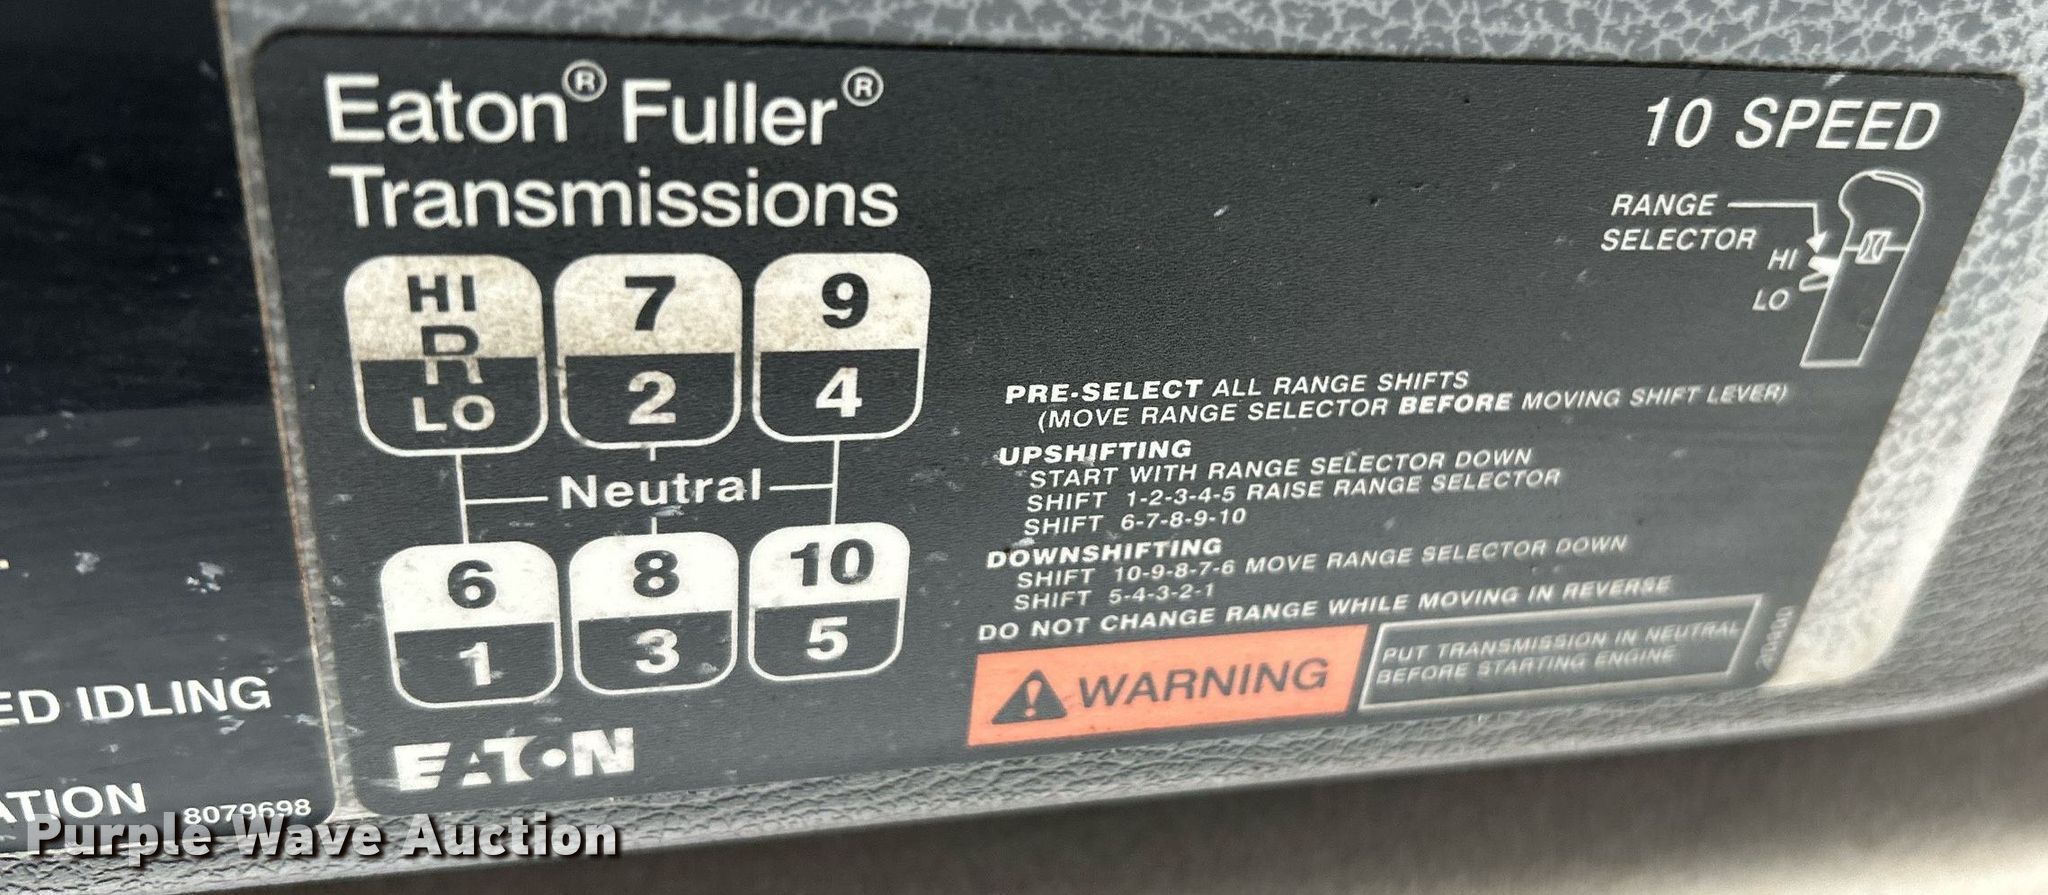 Eaton® Fuller®
Transmissions
10 SPEED
RANGE
SELECTOR
HI
LO
HI 7 9
R
LO 2 4
Neutral
6 8 10
1 3 5
PRE-SELECT ALL RANGE SHIFTS
(MOVE RANGE SELECTOR BEFORE MOVING SHIFT LEVER)
UPSHIFTING
START WITH RANGE SELECTOR DOWN
SHIFT 1-2-3-4-5 RAISE RANGE SELECTOR
SHIFT 6-7-8-9-10
DOWNSHIFTING
SHIFT 10-9-8-7-6 MOVE RANGE SELECTOR DOWN
SHIFT 5-4-3-2-1
DO NOT CHANGE RANGE WHILE MOVING IN REVERSE
WARNING
PUT TRANSMISSION IN NEUTRAL
BEFORE STARTING ENGINE
EATON
ED IDLING
ATION
8079698
Purple Wave Auction